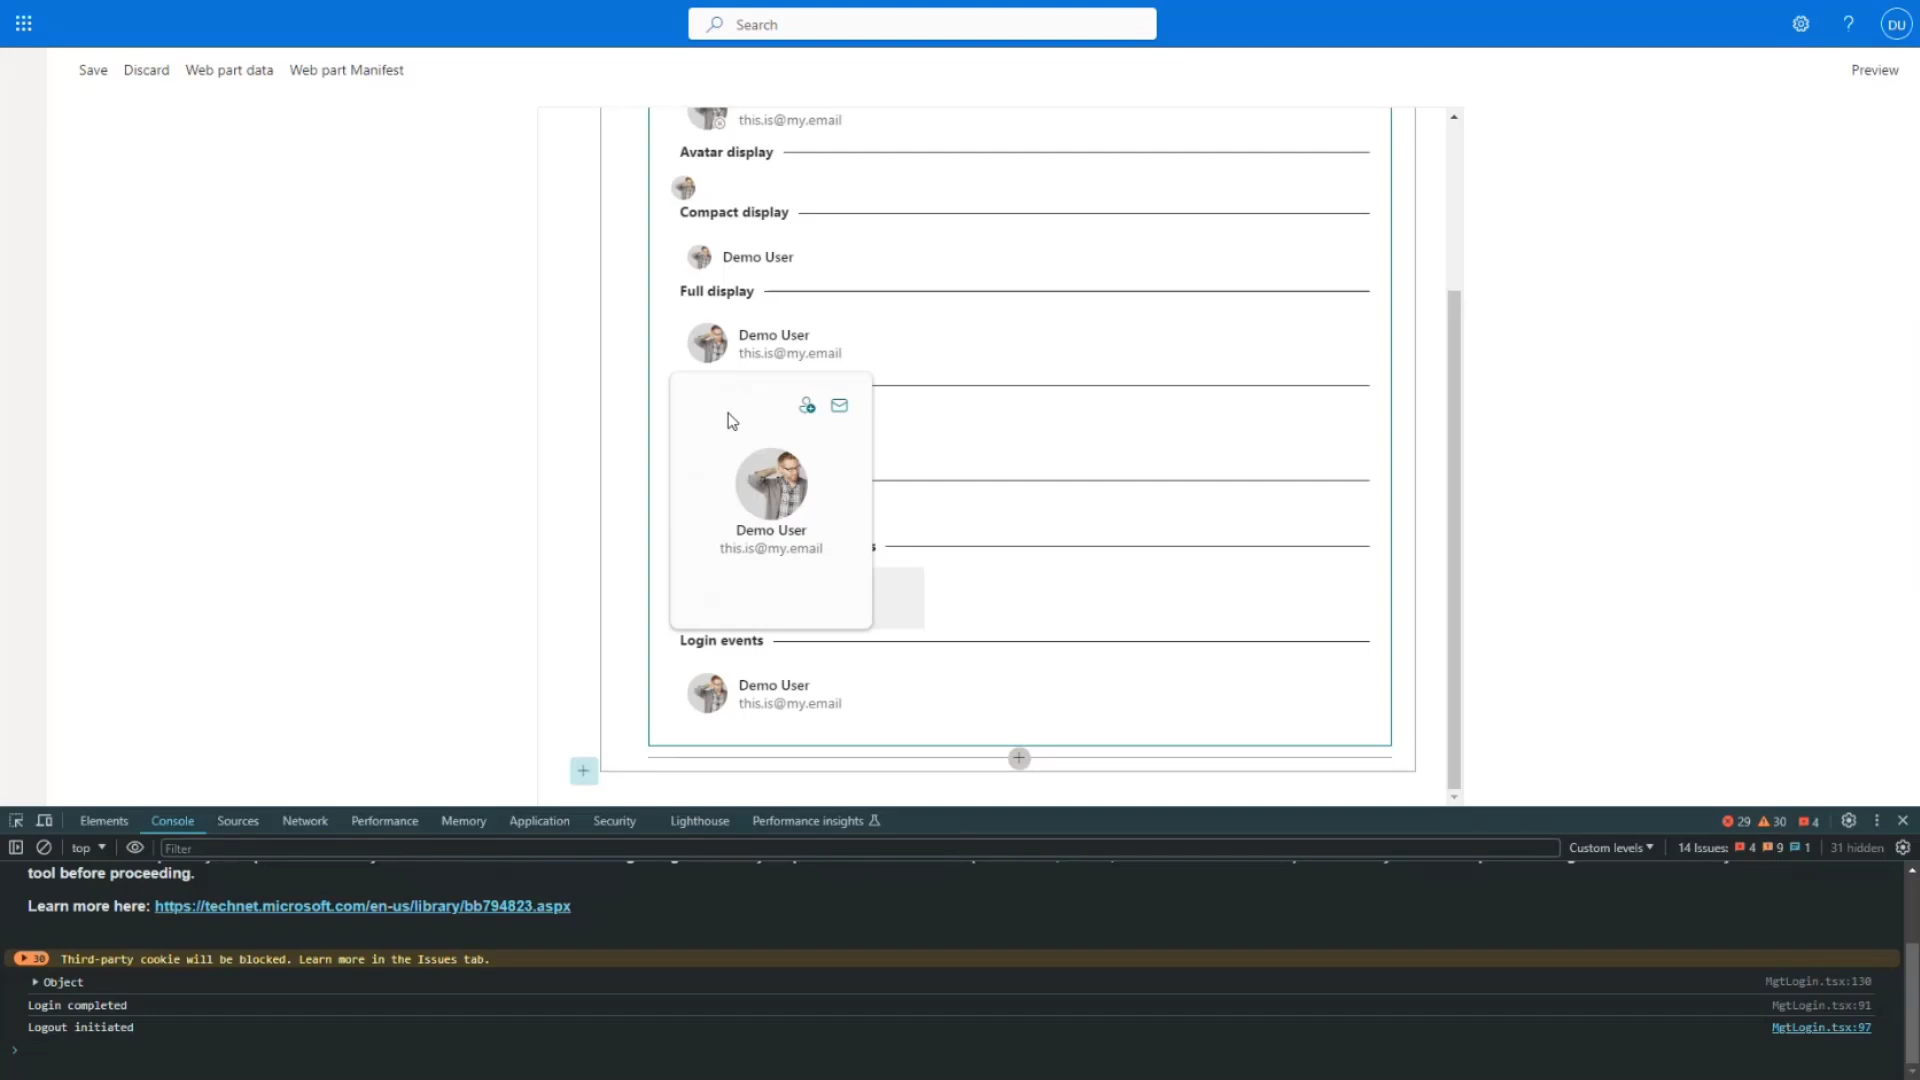 Search
DU
Save Discard Web part data Web part Manifest Preview
this.is@my.email
Avatar display
Compact display
Demo User
Full display
Demo User
this.is@my.email
Demo User
this.is@my.email
s
Login events
Demo User
this.is@my.email
Elements Console Sources Network Performance Memory Application Security Lighthouse Performance insights 29 30 4
top Filter Custom levels 14 Issues: 4 9 1 31 hidden
tool before proceeding.
Learn more here: https://technet.microsoft.com/en-us/library/bb794823.aspx
30 Third-party cookie will be blocked. Learn more in the Issues tab.
Object MgtLogin.tsx:130
Login completed MgtLogin.tsx:91
Logout initiated MgtLogin.tsx:97